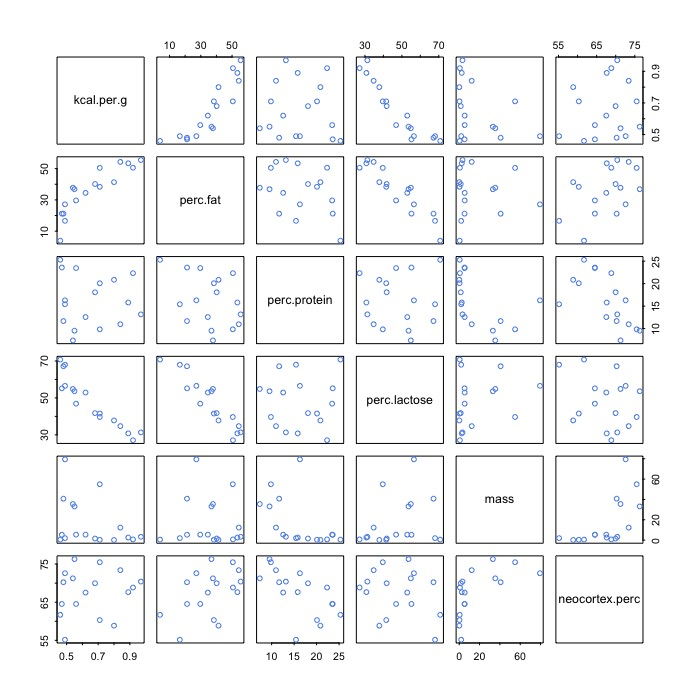 10 30 50
30 50 70
55 65 75
kcal.per.g
0.5 0.7 0.9
10 30 50
perc.fat
perc.protein
10 15 20 25
30 50 70
perc.lactose
mass
0 20 60
55 65 75
neocortex.perc
0.5 0.7 0.9
10 15 20 25
0 20 60